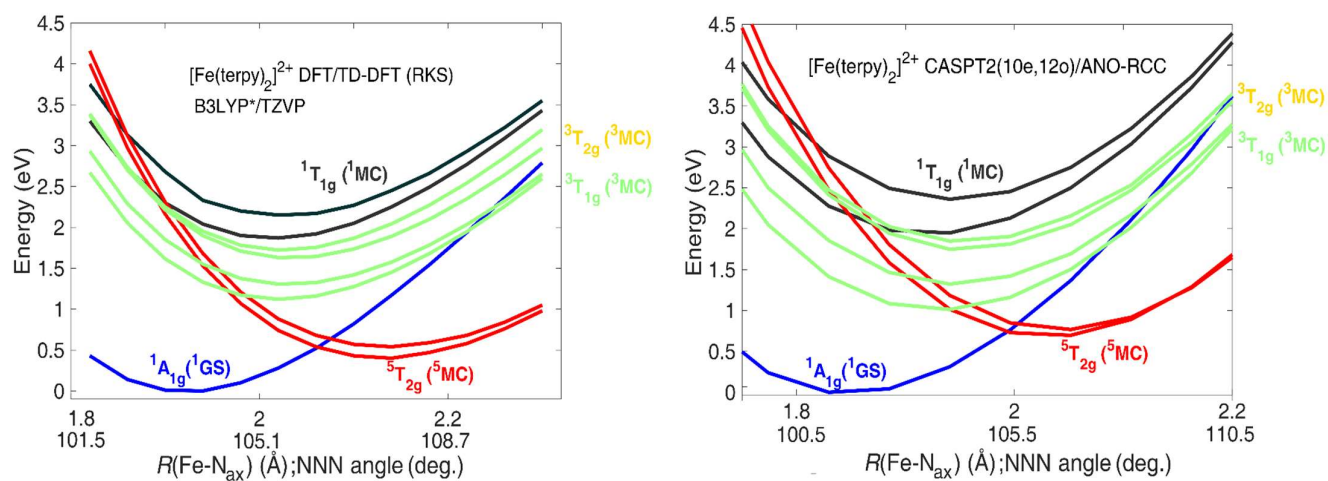 4.5
4
3.5
3
2.5
2
1.5
1
0.5
0
Energy (eV)
[Fe(terpy)₂]²⁺ DFT/TD-DFT (RKS)
B3LYP*/TZVP
³T₂g (³MC)
³T₁g (³MC)
¹T₁g (¹MC)
¹A₁g(¹GS)
⁵T₂g (⁵MC)
1.8 2 2.2
101.5 105.1 108.7
R(Fe-Nax) (Å);NNN angle (deg.)
4.5
4
3.5
3
2.5
2
1.5
1
0.5
0
Energy (eV)
[Fe(terpy)₂]²⁺ CASPT2(10e,12o)/ANO-RCC
³T₂g (³MC)
³T₁g (³MC)
¹T₁g (¹MC)
⁵T₂g (⁵MC)
¹A₁g(¹GS)
1.8 2 2.2
100.5 105.5 110.5
R(Fe-Nax) (Å);NNN angle (deg.)